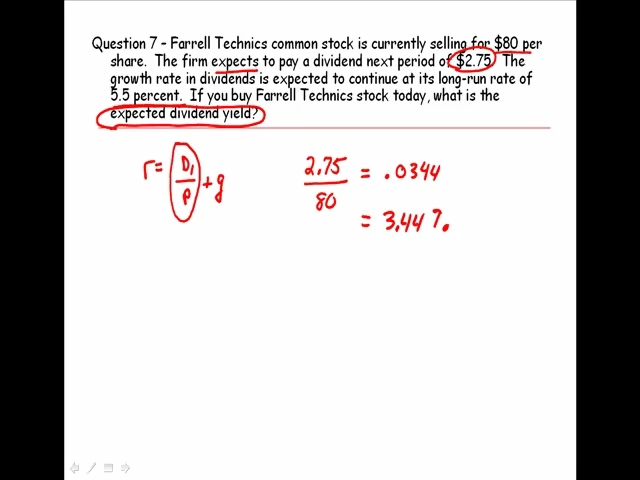 Question 7 – Farrell Technics common stock is currently selling for $80 per
share. The firm expects to pay a dividend next period of $2.75. The
growth rate in dividends is expected to continue at its long-run rate of
5.5 percent. If you buy Farrell Technics stock today, what is the
expected dividend yield?
r = D₁/P + g
2.75/80 = .0344
= 3.44 %.